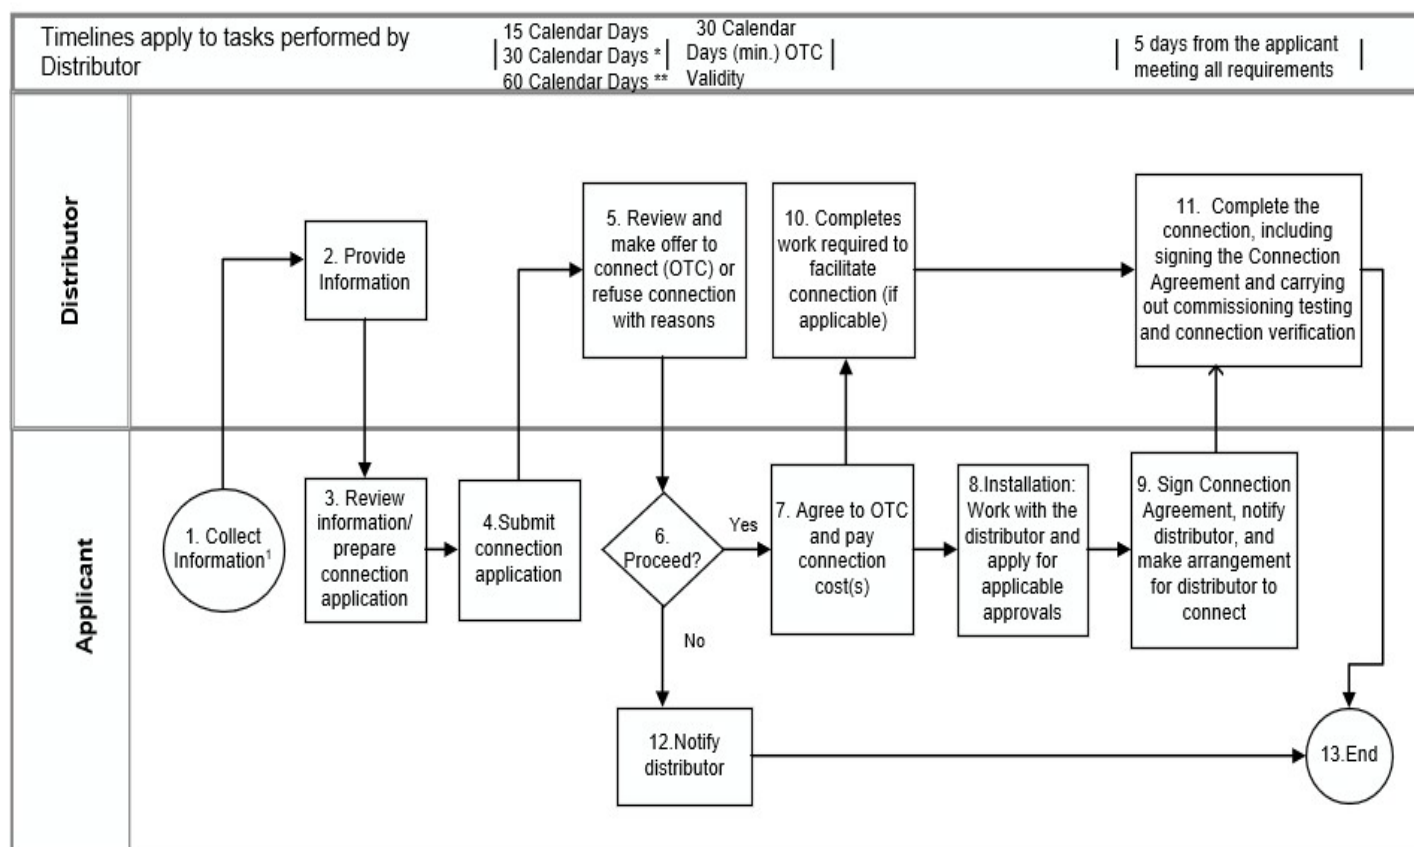 Timelines apply to tasks performed by
Distributor
15 Calendar Days
30 Calendar Days *
60 Calendar Days **
30 Calendar
Days (min.) OTC
Validity
5 days from the applicant
meeting all requirements
Distributor
2. Provide
Information
5. Review and
make offer to
connect (OTC) or
refuse connection
with reasons
10. Completes
work required to
facilitate
connection (if
applicable)
11. Complete the
connection, including
signing the Connection
Agreement and carrying
out commissioning testing
and connection verification
Applicant
1. Collect
Information¹
3. Review
information/
prepare
connection
application
4.Submit
connection
application
6.
Proceed?
Yes
No
7. Agree to OTC
and pay
connection
cost(s)
8.Installation:
Work with the
distributor and
apply for
applicable
approvals
9. Sign Connection
Agreement, notify
distributor, and
make arrangement
for distributor to
connect
12.Notify
distributor
13.End